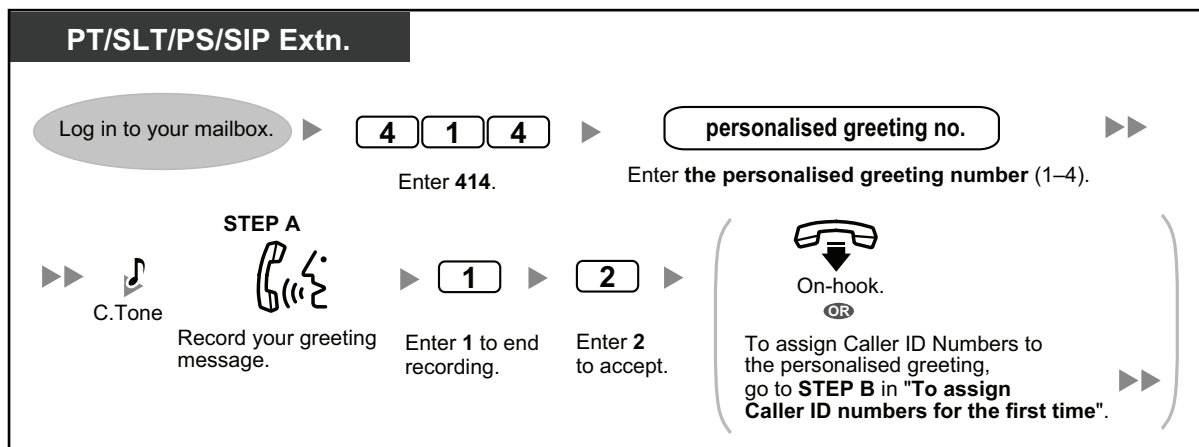 PT/SLT/PS/SIP Extn.
Log in to your mailbox.
4 1 4
Enter 414.
personalised greeting no.
Enter the personalised greeting number (1–4).
C.Tone
STEP A
Record your greeting
message.
1
Enter 1 to end
recording.
2
Enter 2
to accept.
On-hook.
OR
To assign Caller ID Numbers to
the personalised greeting,
go to STEP B in "To assign
Caller ID numbers for the first time".